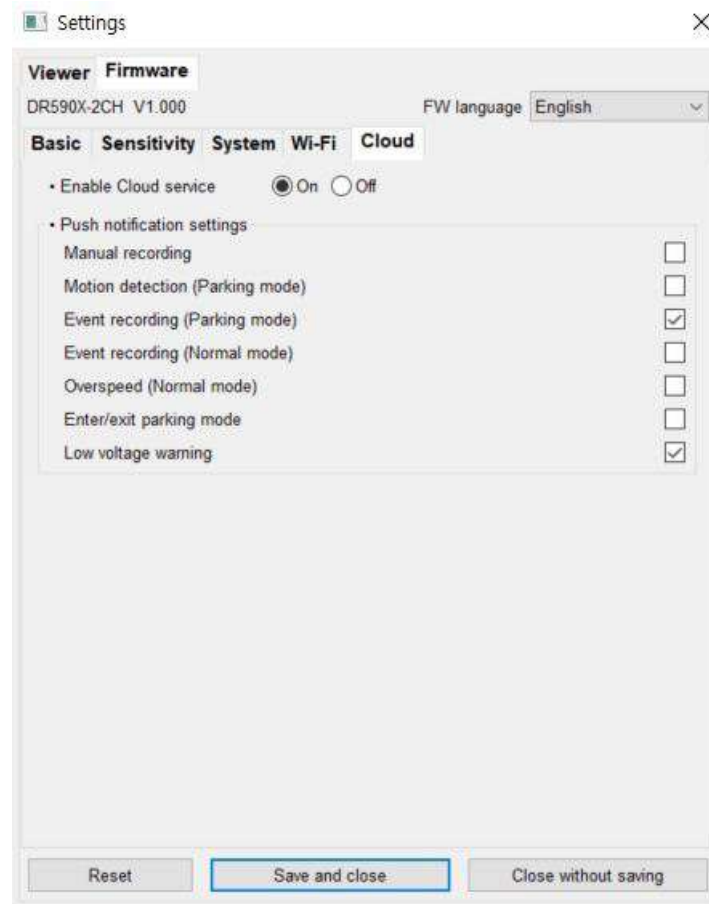 Settings
Viewer Firmware
DR590X-2CH V1.000 FW language English
Basic Sensitivity System Wi-Fi Cloud
• Enable Cloud service On Off
• Push notification settings
Manual recording
Motion detection (Parking mode)
Event recording (Parking mode)
Event recording (Normal mode)
Overspeed (Normal mode)
Enter/exit parking mode
Low voltage warning
Reset Save and close Close without saving